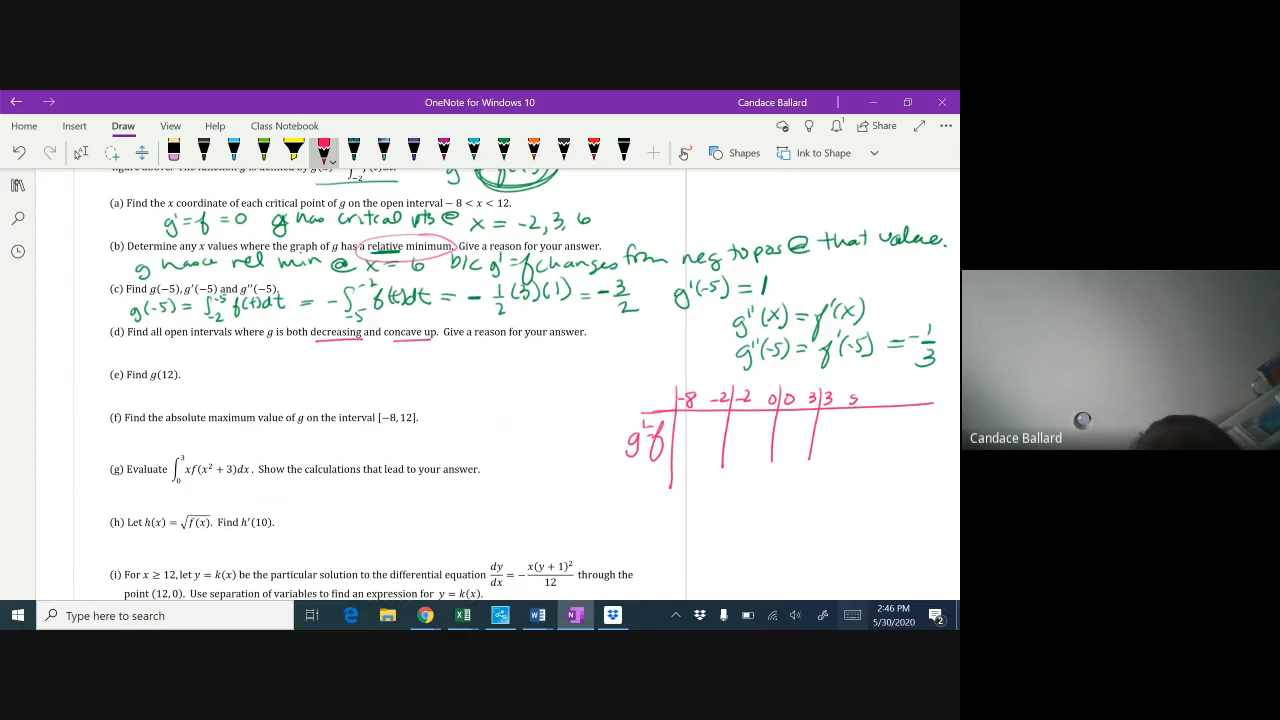 OneNote for Windows 10
Candace Ballard
Home Insert Draw View Help Class Notebook
Share
Shapes
Ink to Shape
(a) Find the x coordinate of each critical point of g on the open interval − 8 < x < 12.
g' = f = 0 g has critical pts @ x = -2, 3, 6
(b) Determine any x values where the graph of g has a relative minimum. Give a reason for your answer.
g has a rel min @ x = 6 b/c g' = f changes from neg to pos @ that value.
(c) Find g(−5), g′(−5) and g′′(−5).
g(-5) = ∫_{-2}^{-5} f(t)dt = -∫_{-5}^{-2} f(t)dt = -1/2 (3)(1) = -3/2
g'(-5) = 1
g''(x) = f'(x)
g''(-5) = f'(-5) = -1/3
(d) Find all open intervals where g is both decreasing and concave up. Give a reason for your answer.
(e) Find g(12).
-8 -2 | -2 0 | 0 3 | 3 5
g' = f
(f) Find the absolute maximum value of g on the interval [−8, 12].
(g) Evaluate ∫_0^3 xf(x² + 3)dx. Show the calculations that lead to your answer.
(h) Let h(x) = √f(x). Find h′(10).
(i) For x ≥ 12, let y = k(x) be the particular solution to the differential equation dy/dx = − x(y + 1)²/12 through the
point (12, 0). Use separation of variables to find an expression for y = k(x).
Candace Ballard
Type here to search
2:46 PM
5/30/2020
2